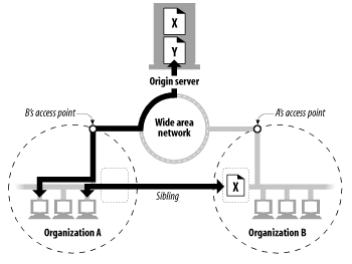 X
Y
Origin server
B's access point
A's access point
Wide area
network
X
Sibling
Organization A
Organization B